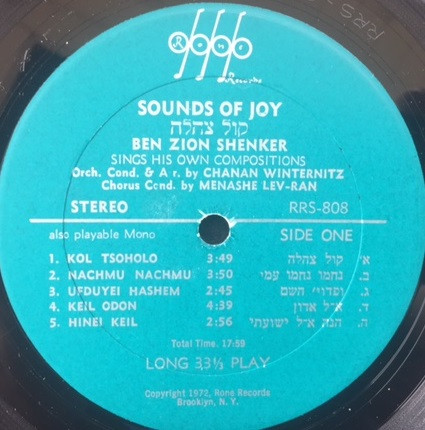 RRS-
Rono
Records
SOUNDS OF JOY
קול צהלה
BEN ZION SHENKER
SINGS HIS OWN COMPOSITIONS
Orch. Cond. & A r. by CHANAN WINTERNITZ
Chorus Cond. by MENASHE LEV-RAN
STEREO RRS-808
also playable Mono SIDE ONE
1. KOL TSOHOLO 3:49 א׳ קול צהלה
2. NACHMU NACHMU 3:50 ב. נחמו נחמו עמי
3. UFDUYEI HASHEM 2:45 ג. ופדויי השם
4. KEIL ODON 4:39 ד. א-ל אדון
5. HINEI KEIL 2:56 ה. הנה א-ל ישועתי
Total Time. 17:59
LONG 33⅓ PLAY
Copyright 1972, Rone Records
Brooklyn, N. Y.